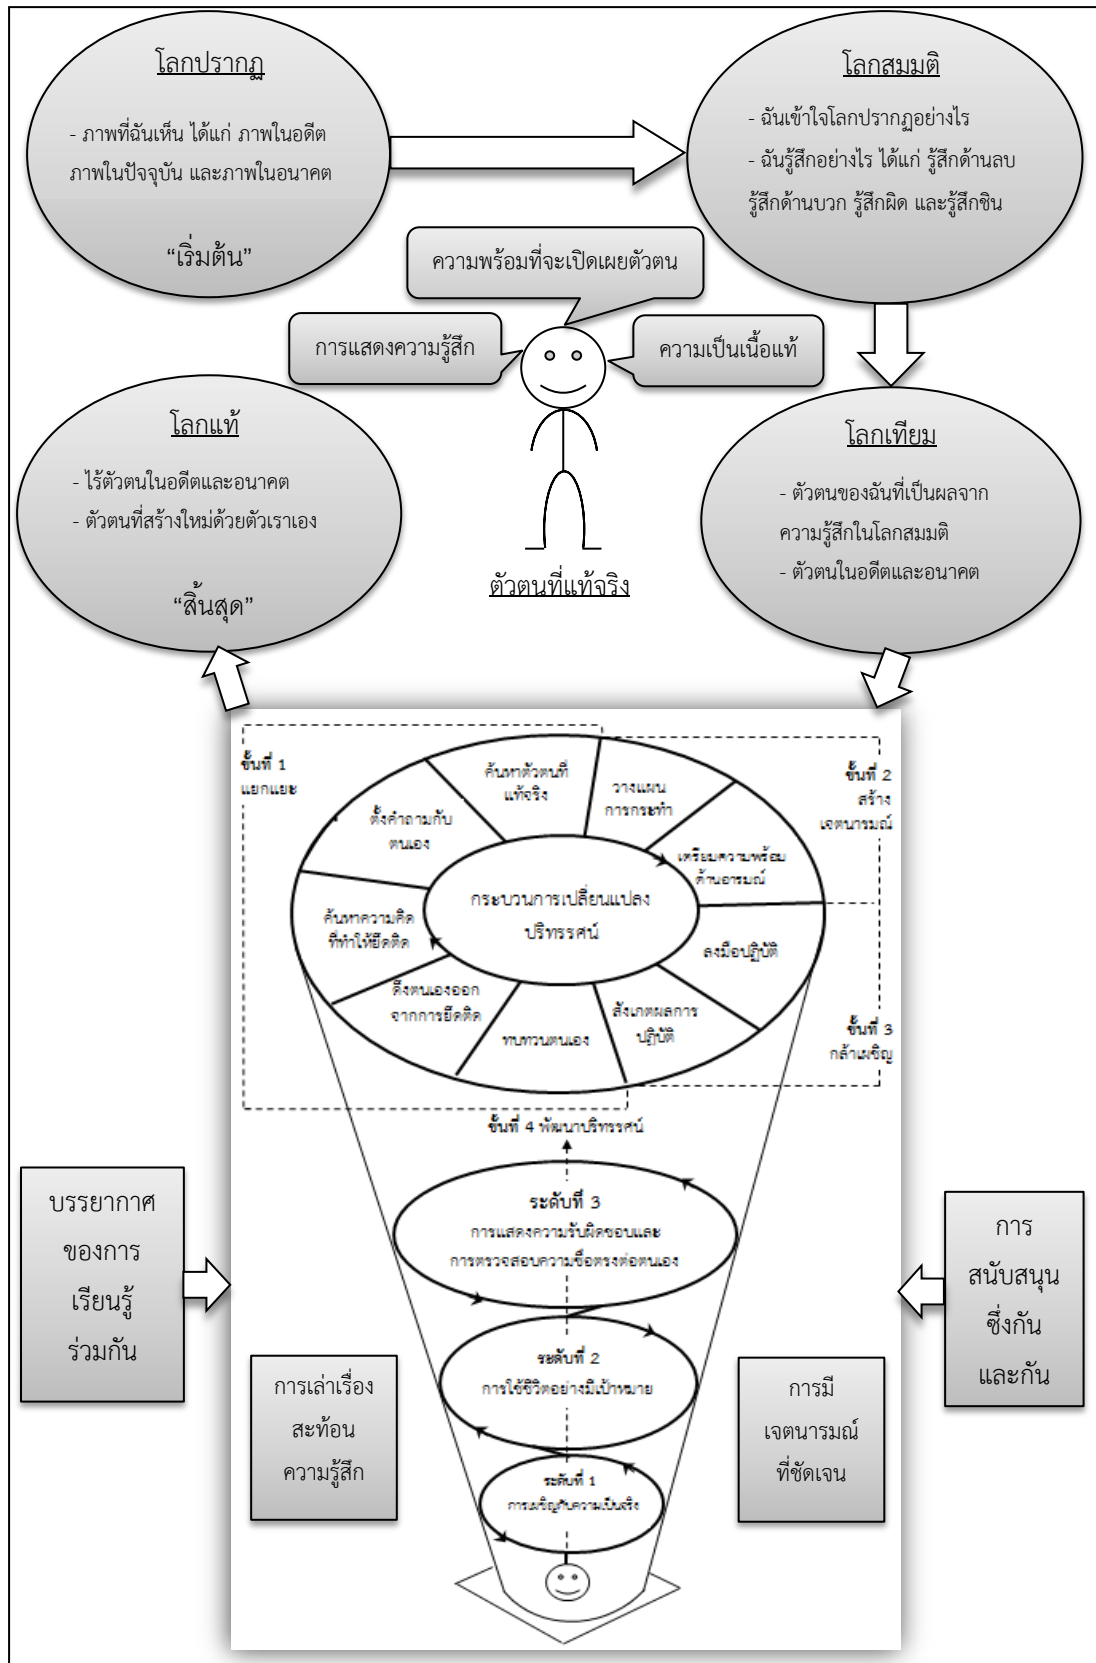 โลกปรากฏ
- ภาพที่ฉันเห็น ได้แก่ ภาพในอดีต
ภาพในปัจจุบัน และภาพในอนาคต
“เริ่มต้น”
โลกสมมติ
- ฉันเข้าใจโลกปรากฏอย่างไร
- ฉันรู้สึกอย่างไร ได้แก่ รู้สึกด้านลบ
รู้สึกด้านบวก รู้สึกผิด และรู้สึกชิน
ความพร้อมที่จะเปิดเผยตัวตน
การแสดงความรู้สึก
ความเป็นเนื้อแท้
ตัวตนที่แท้จริง
โลกแท้
- ไร้ตัวตนในอดีตและอนาคต
- ตัวตนที่สร้างใหม่ด้วยตัวเราเอง
“สิ้นสุด”
โลกเทียม
- ตัวตนของฉันที่เป็นผลจาก
ความรู้สึกในโลกสมมติ
- ตัวตนในอดีตและอนาคต
ขั้นที่ 1
แยกแยะ
ขั้นที่ 2
สร้าง
เจตนารมณ์
ค้นหาตัวตนที่
แท้จริง
วางแผน
การกระทำ
ตั้งคำถามกับ
ตนเอง
เตรียมความพร้อม
ด้านอารมณ์
กระบวนการเปลี่ยนแปลง
ปริทรรศน์
ค้นหาความคิด
ที่ทำให้ยึดติด
ลงมือปฏิบัติ
ดึงตนเองออก
จากการยึดติด
ทบทวนตนเอง
สังเกตผลการ
ปฏิบัติ
ขั้นที่ 3
กล้าเผชิญ
ขั้นที่ 4 พัฒนาปริทรรศน์
ระดับที่ 3
การแสดงความรับผิดชอบและ
การตรวจสอบความซื่อตรงต่อตนเอง
ระดับที่ 2
การใช้ชีวิตอย่างมีเป้าหมาย
ระดับที่ 1
การเผชิญกับความเป็นจริง
บรรยากาศ
ของการ
เรียนรู้
ร่วมกัน
การ
สนับสนุน
ซึ่งกัน
และกัน
การเล่าเรื่อง
สะท้อน
ความรู้สึก
การมี
เจตนารมณ์
ที่ชัดเจน